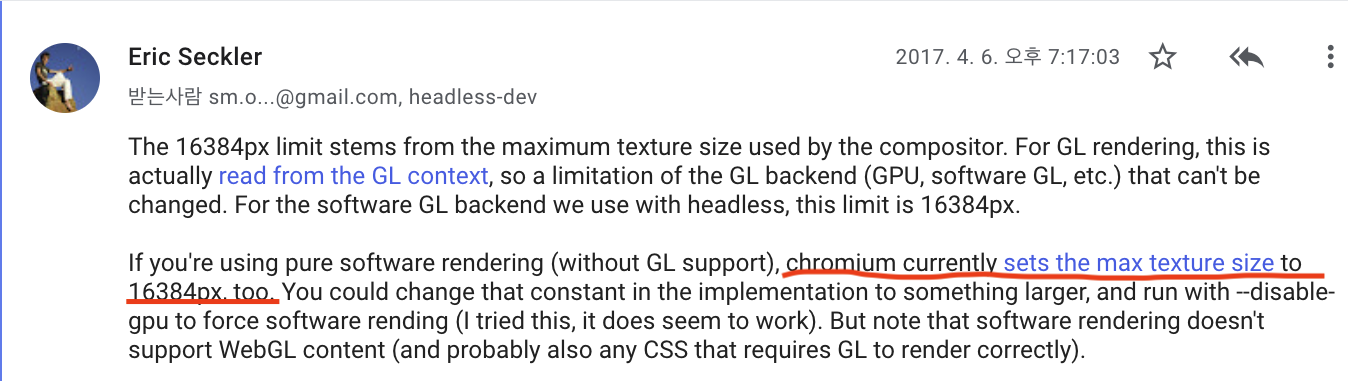 Eric Seckler
2017. 4. 6. 오후 7:17:03
받는사람 sm.o...@gmail.com, headless-dev
The 16384px limit stems from the maximum texture size used by the compositor. For GL rendering, this is
actually read from the GL context, so a limitation of the GL backend (GPU, software GL, etc.) that can't be
changed. For the software GL backend we use with headless, this limit is 16384px.
If you're using pure software rendering (without GL support), chromium currently sets the max texture size to
16384px, too. You could change that constant in the implementation to something larger, and run with --disable-
gpu to force software rending (I tried this, it does seem to work). But note that software rendering doesn't
support WebGL content (and probably also any CSS that requires GL to render correctly).